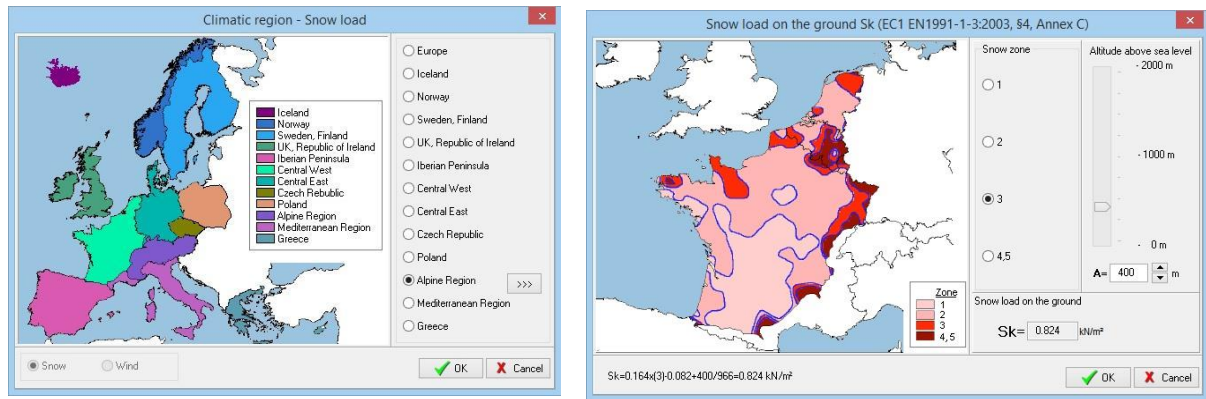 Climatic region - Snow load
Iceland
Norway
Sweden, Finland
UK, Republic of Ireland
Iberian Peninsula
Central West
Central East
Czech Rebublic
Poland
Alpine Region
Mediterranean Region
Greece
Europe
Iceland
Norway
Sweden, Finland
UK, Republic of Ireland
Iberian Peninsula
Central West
Central East
Czech Republic
Poland
Alpine Region
>>>
Mediterranean Region
Greece
Snow
Wind
OK
Cancel
Snow load on the ground Sk (EC1 EN1991-1-3:2003, §4, Annex C)
Zone
1
2
3
4,5
Snow zone
1
2
3
4,5
Altitude above sea level
- 2000 m
- 1000 m
- 0 m
A= 400 m
Snow load on the ground
Sk= 0.824 kN/m²
Sk=0.164x(3)-0.082+400/966=0.824 kN/m²
OK
Cancel